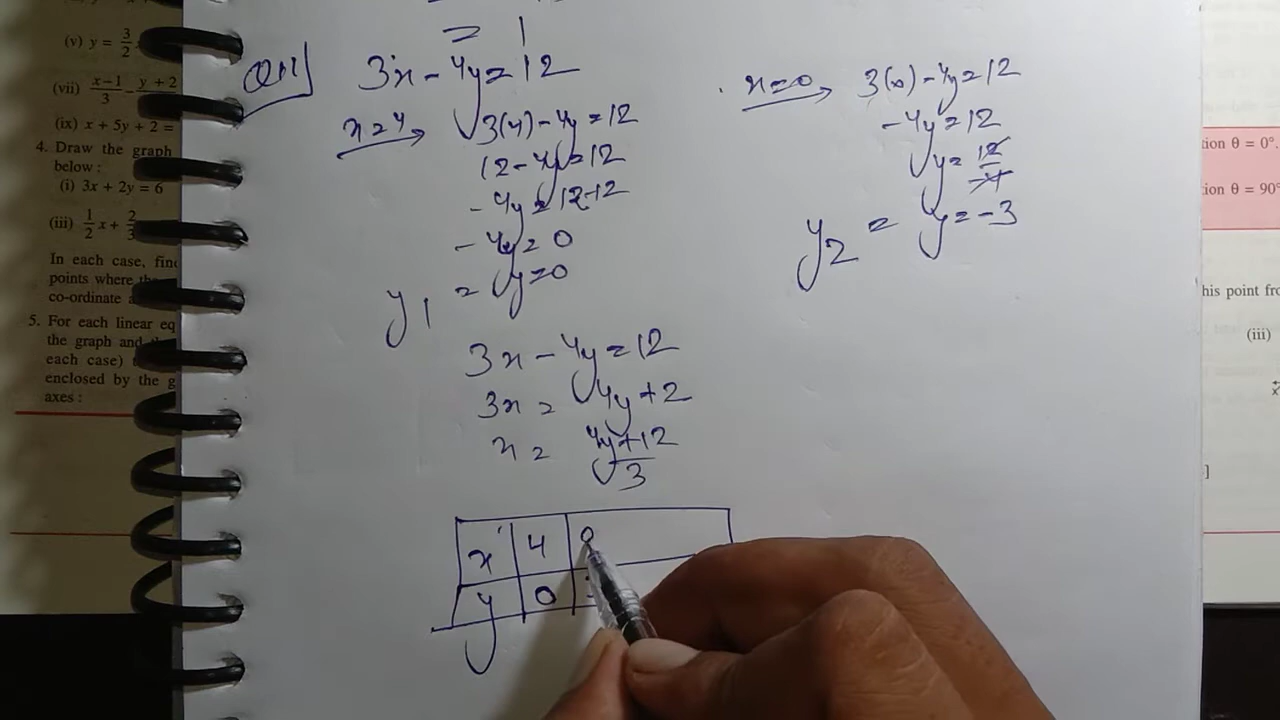 = 1
Q11
3x - 4y = 12
x = 4 → 3(4) - 4y = 12
12 - 4y = 12
- 4y = 12-12
- 4y = 0
y1 = y = 0
x = 0 → 3(0) - 4y = 12
- 4y = 12
y = 12/-4
y2 = y = -3
3x - 4y = 12
3x = 4y + 2
x = 4y+12/3
x 4 0
y 0
(v) y = 3/2
(vii) x-1/3 - y+2
(ix) x + 5y + 2 =
4. Draw the graph
below :
(i) 3x + 2y = 6
(iii) 1/2 x + 2/3
In each case, find
points where
co-ordinate
5. For each linear eq
the graph and
each case)
enclosed by the g
axes :
tion θ = 0°.
ion θ = 90°
his point fro
(iii)
x
]